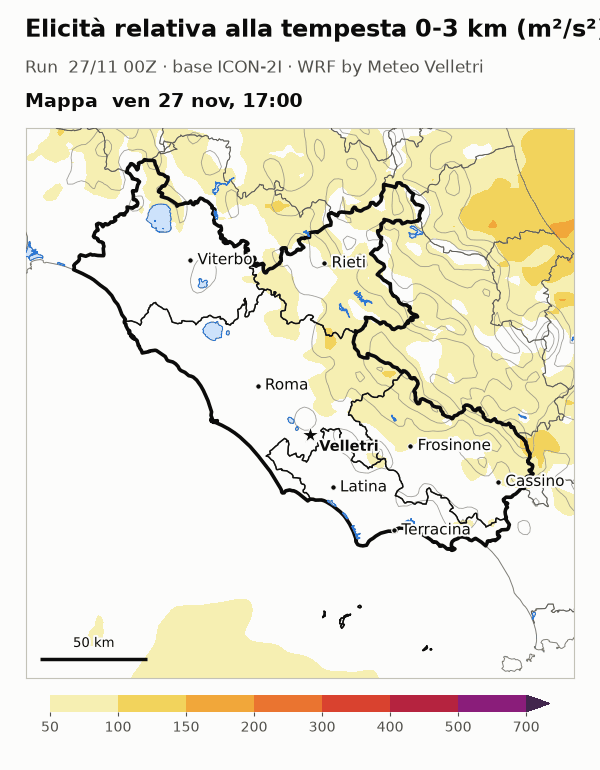 Elicità relativa alla tempesta 0-3 km (m²/s²)
Run 27/11 00Z · base ICON-2I · WRF by Meteo Velletri
Mappa ven 27 nov, 17:00
Viterbo
Rieti
Roma
Velletri
Frosinone
Cassino
Latina
Terracina
50 km
50 100 150 200 300 400 500 700